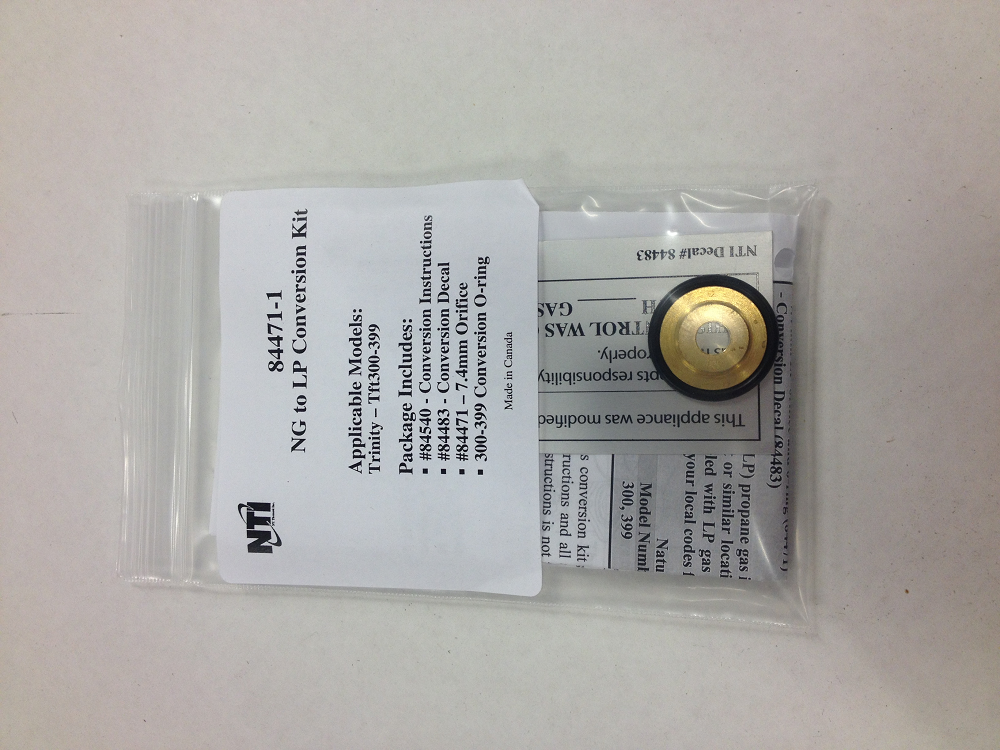 NTI
84471-1
NG to LP Conversion Kit
Applicable Models:
Trinity – Tft300-399
Package Includes:
▪ #84540 - Conversion Instructions
▪ #84483 - Conversion Decal
▪ #84471 – 7.4mm Orifice
▪ 300-399 Conversion O-ring
Made in Canada
NTI Decal# 84483
GAS
TROL WAS
operly.
pts responsibility
This appliance was modified
- Conversion Decal (84483)
LP) propane gas i
or similar locati
led with LP gas
your local codes
Natu
Model Num
300, 399
s conversion kit
ructions and all
structions is not